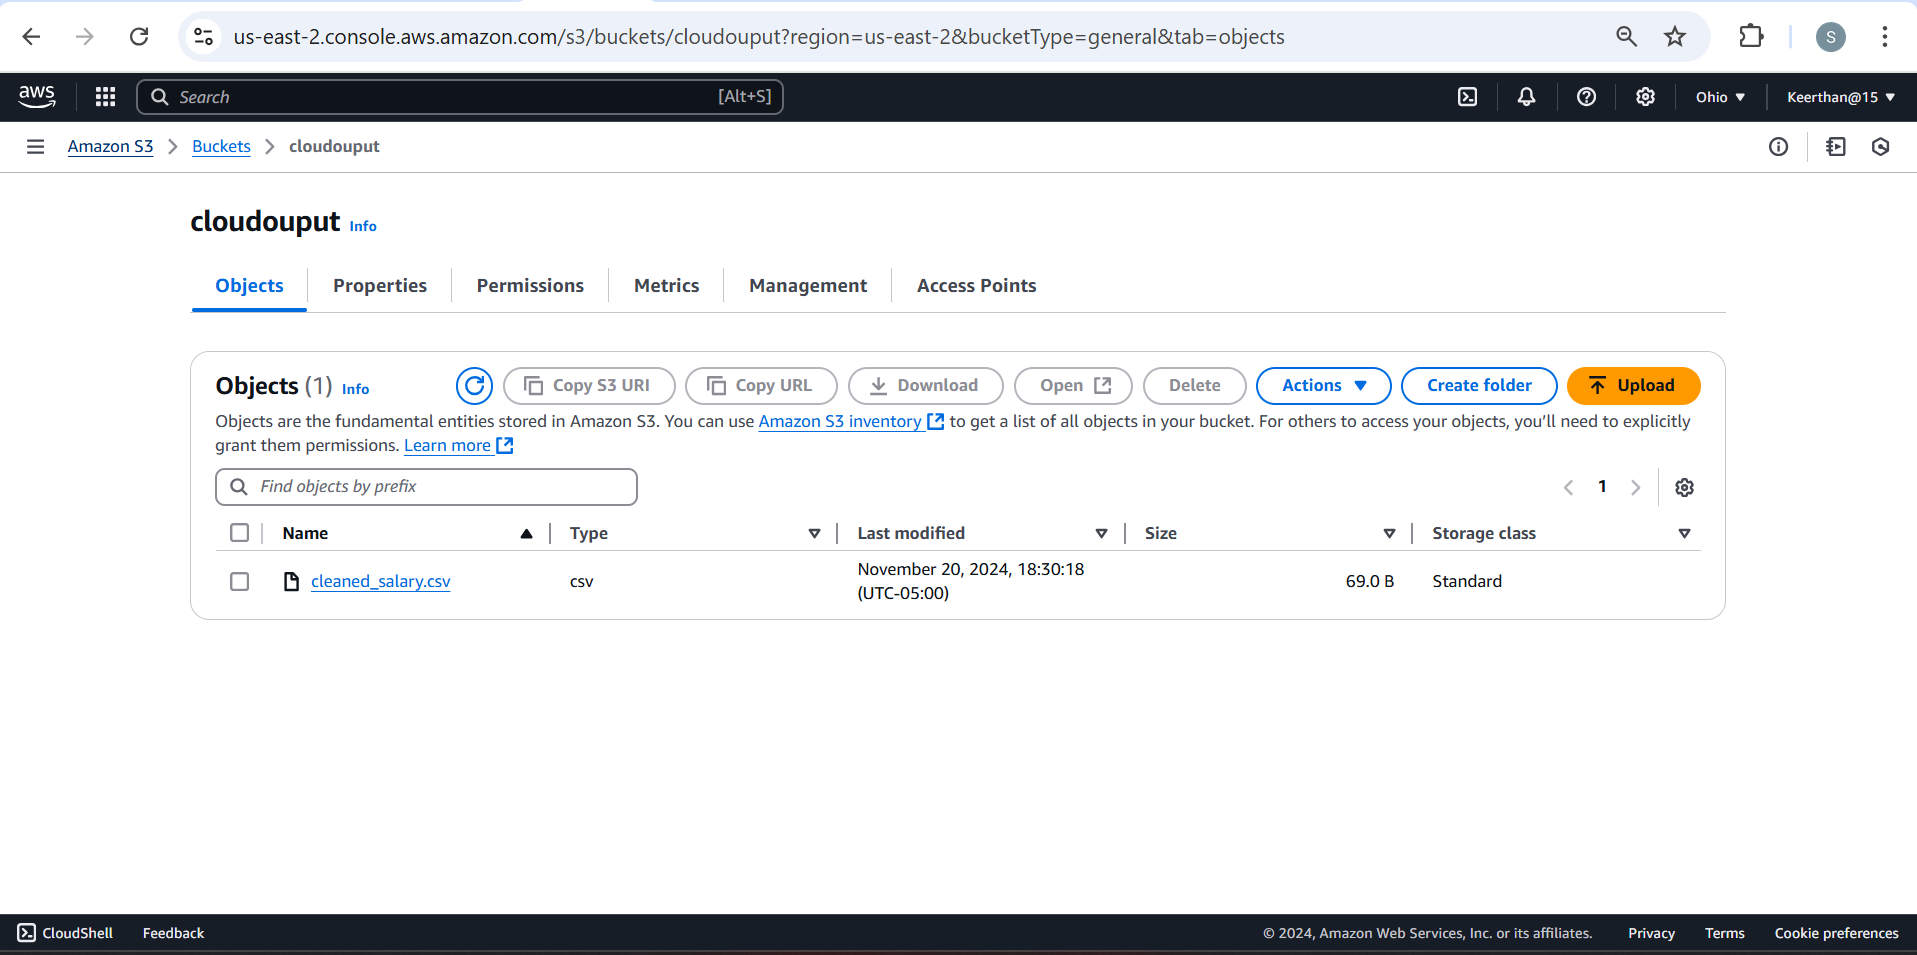 us-east-2.console.aws.amazon.com/s3/buckets/cloudouput?region=us-east-2&bucketType=general&tab=objects
S
aws
Search
[Alt+S]
Ohio
Keerthan@15
Amazon S3
Buckets
cloudouput
cloudouput Info
Objects
Properties
Permissions
Metrics
Management
Access Points
Objects (1) Info
Copy S3 URI
Copy URL
Download
Open
Delete
Actions
Create folder
Upload
Objects are the fundamental entities stored in Amazon S3. You can use Amazon S3 inventory to get a list of all objects in your bucket. For others to access your objects, you’ll need to explicitly
grant them permissions. Learn more
Find objects by prefix
1
Name
Type
Last modified
Size
Storage class
cleaned_salary.csv
csv
November 20, 2024, 18:30:18
(UTC-05:00)
69.0 B
Standard
CloudShell
Feedback
© 2024, Amazon Web Services, Inc. or its affiliates.
Privacy
Terms
Cookie preferences